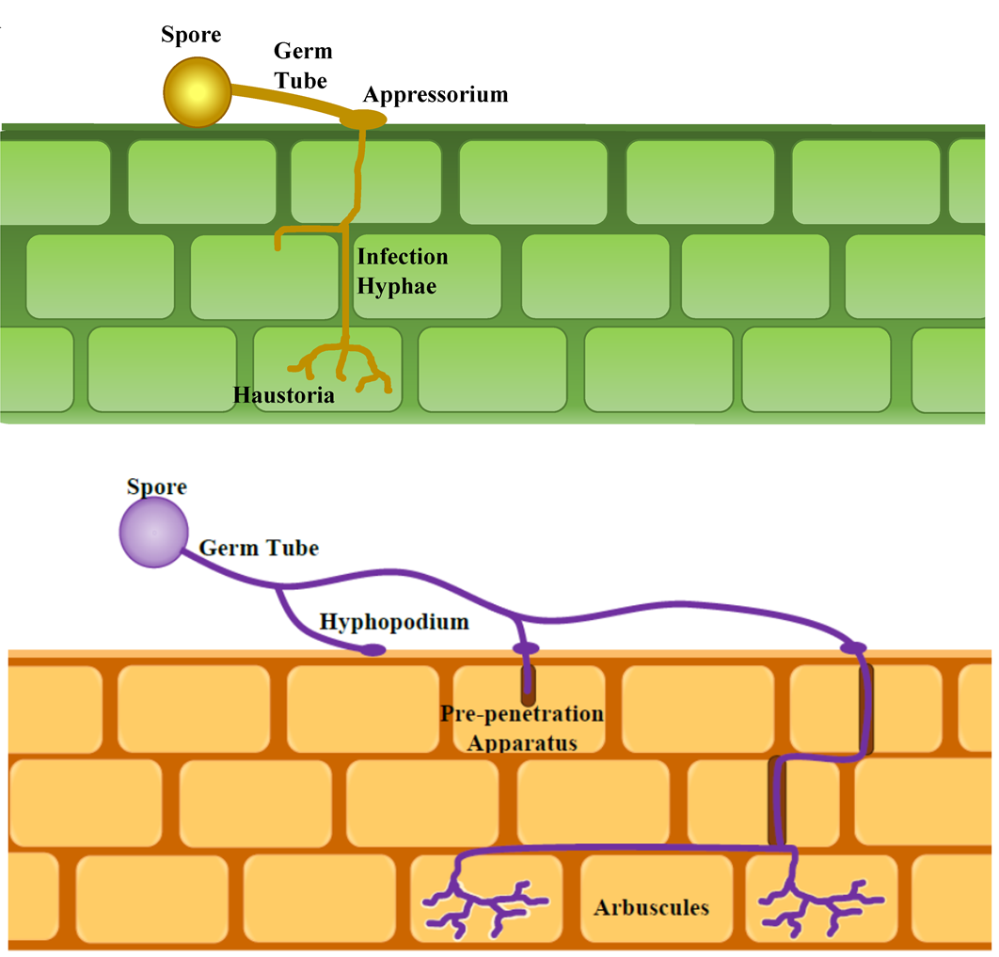 Spore
Germ
Tube
Appressorium
Infection
Hyphae
Haustoria
Spore
Germ Tube
Hyphopodium
Pre-penetration
Apparatus
Arbuscules